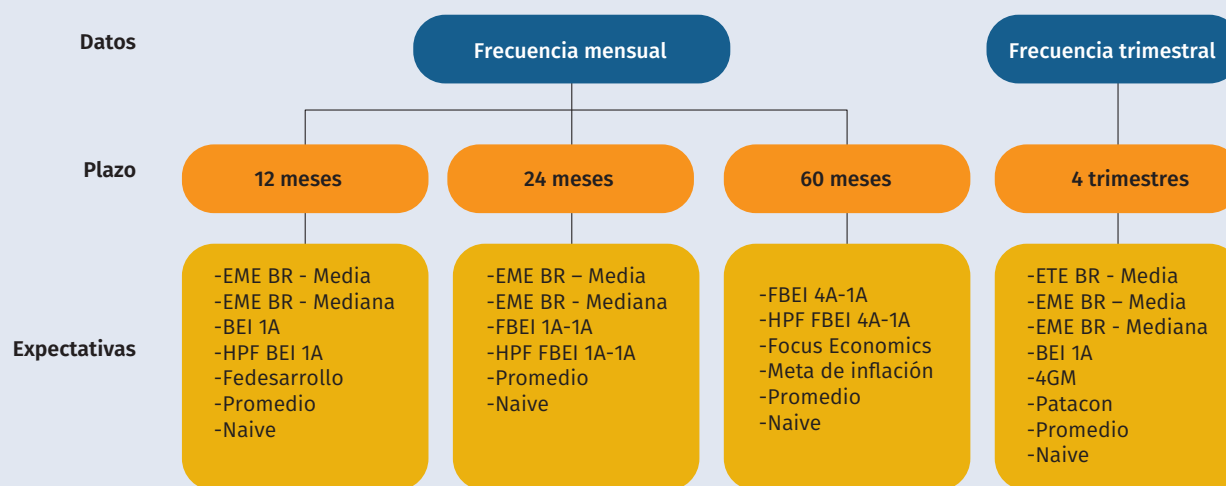 Datos
Frecuencia mensual
Frecuencia trimestral
Plazo
12 meses
24 meses
60 meses
4 trimestres
Expectativas
-EME BR - Media
-EME BR - Mediana
-BEI 1A
-HPF BEI 1A
-Fedesarrollo
-Promedio
-Naive
-EME BR – Media
-EME BR - Mediana
-FBEI 1A-1A
-HPF FBEI 1A-1A
-Promedio
-Naive
-FBEI 4A-1A
-HPF FBEI 4A-1A
-Focus Economics
-Meta de inflación
-Promedio
-Naive
-ETE BR - Media
-EME BR – Media
-EME BR - Mediana
-BEI 1A
-4GM
-Patacon
-Promedio
-Naive